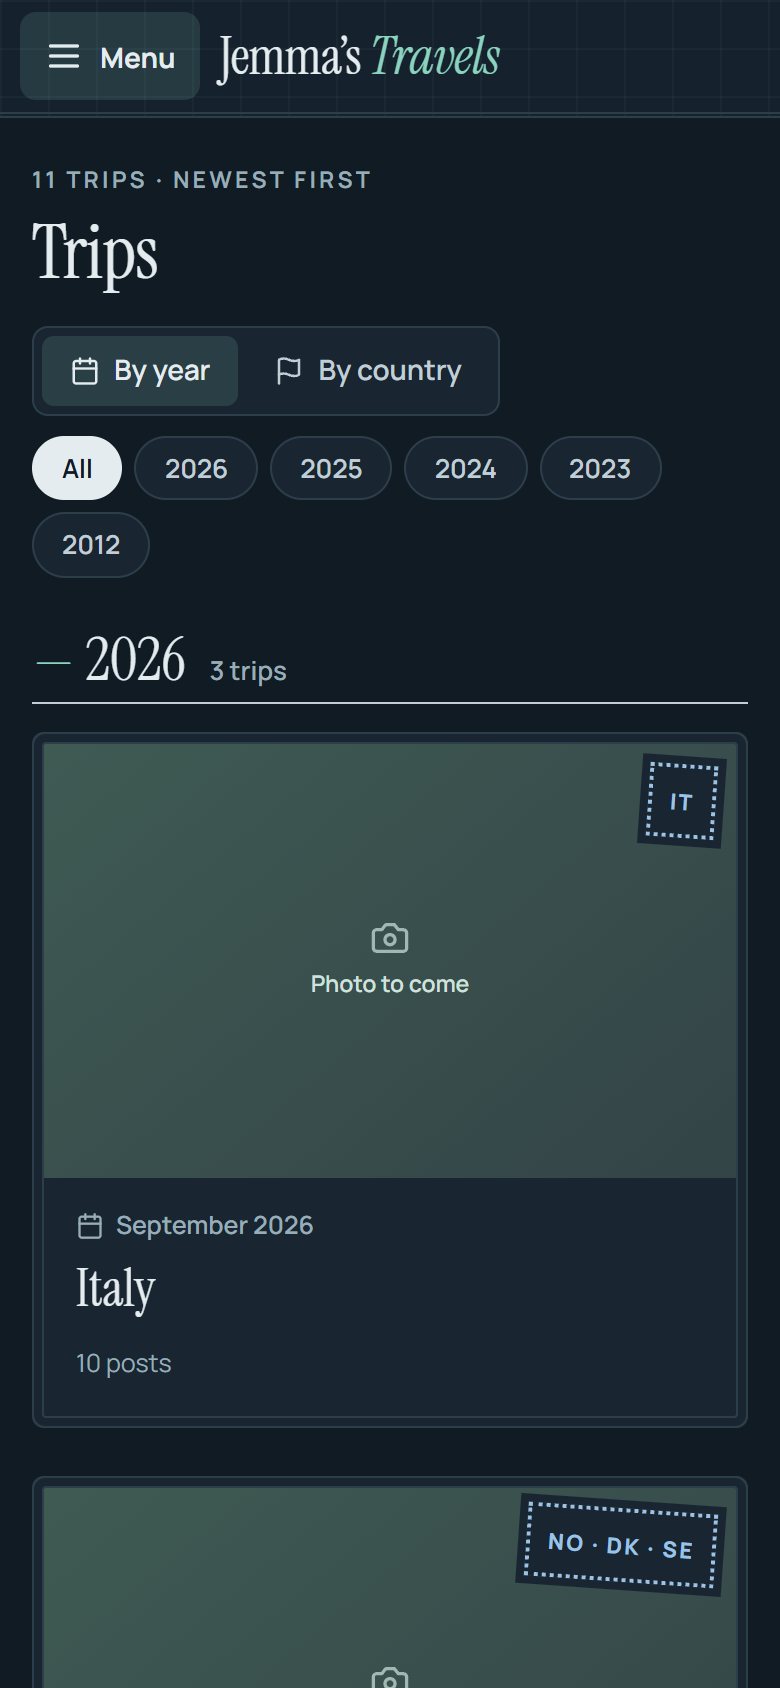 Menu
Jemma’s Travels
11 TRIPS · NEWEST FIRST
Trips
By year
By country
All
2026
2025
2024
2023
2012
— 2026
3 trips
IT
Photo to come
September 2026
Italy
10 posts
NO · DK · SE